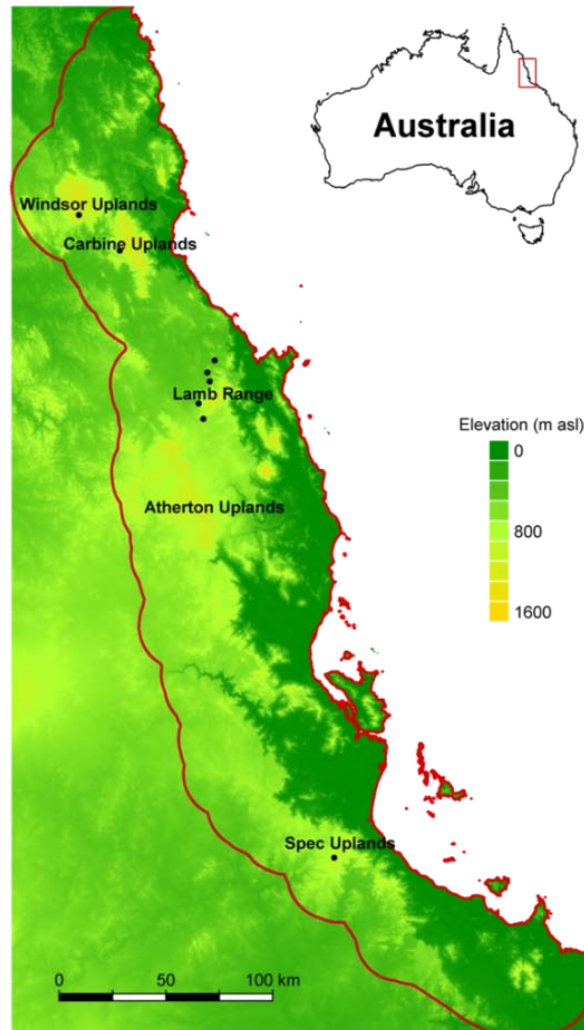 Australia
Windsor Uplands
Carbine Uplands
Lamb Range
Elevation (m asl)
0
800
1600
Atherton Uplands
Spec Uplands
0 50 100 km